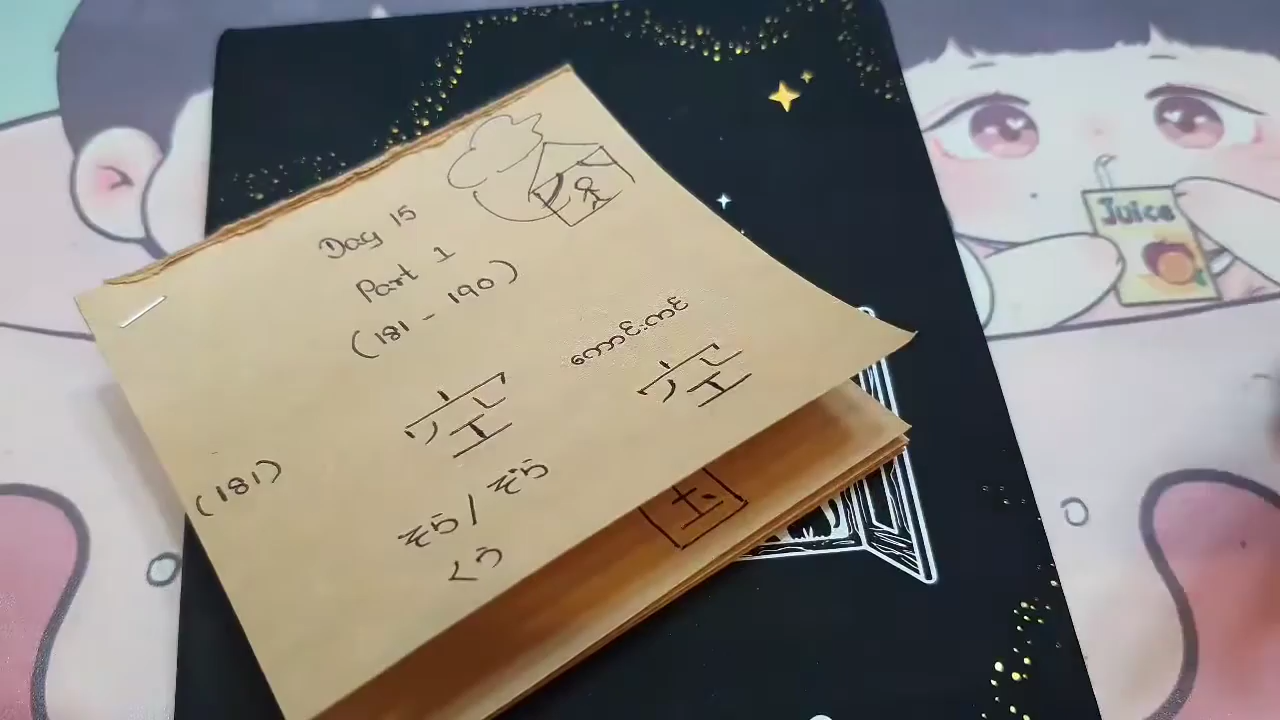 Day 15
Part 1
(181 - 190)
ကောင်းကင်
(181)
空
空
そら / ぞら
くう
国
Juice